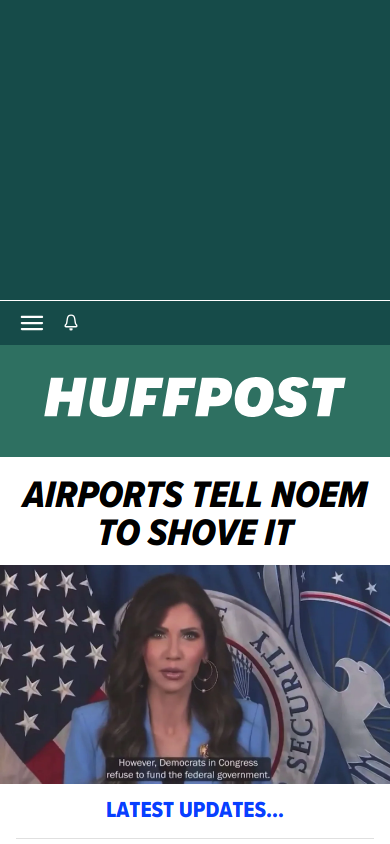 HUFFPOST
AIRPORTS TELL NOEM
TO SHOVE IT
SECURITY
However, Democrats in Congress
refuse to fund the federal government.
LATEST UPDATES...